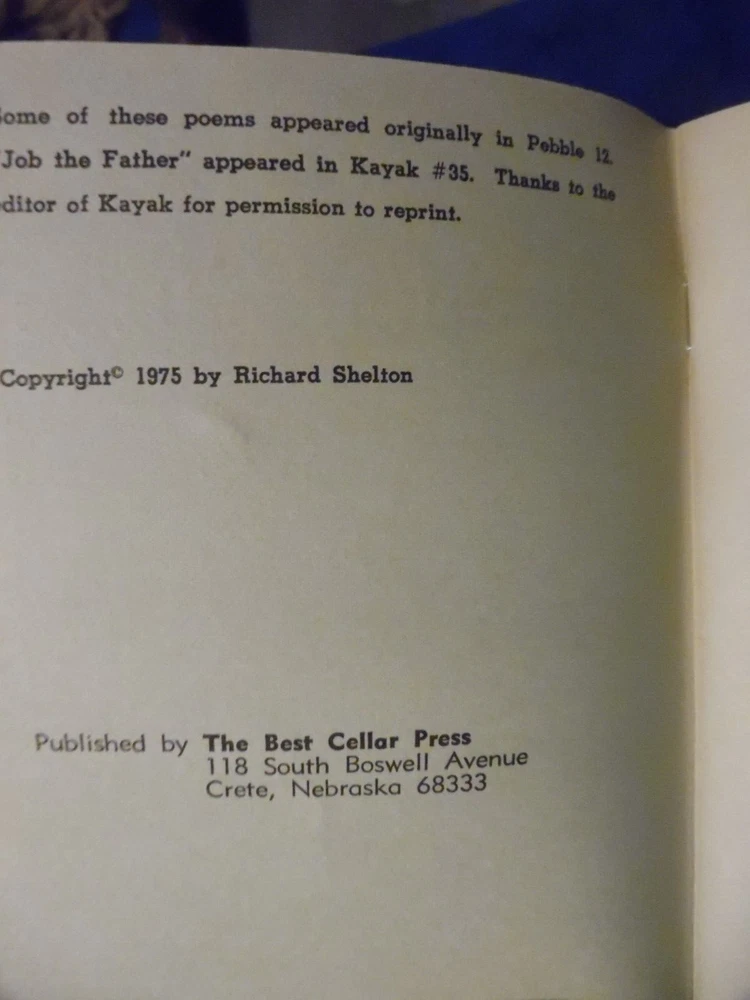 Some of these poems appeared originally in Pebble 12.
"Job the Father" appeared in Kayak #35. Thanks to the
editor of Kayak for permission to reprint.
Copyright© 1975 by Richard Shelton
Published by The Best Cellar Press
118 South Boswell Avenue
Crete, Nebraska 68333